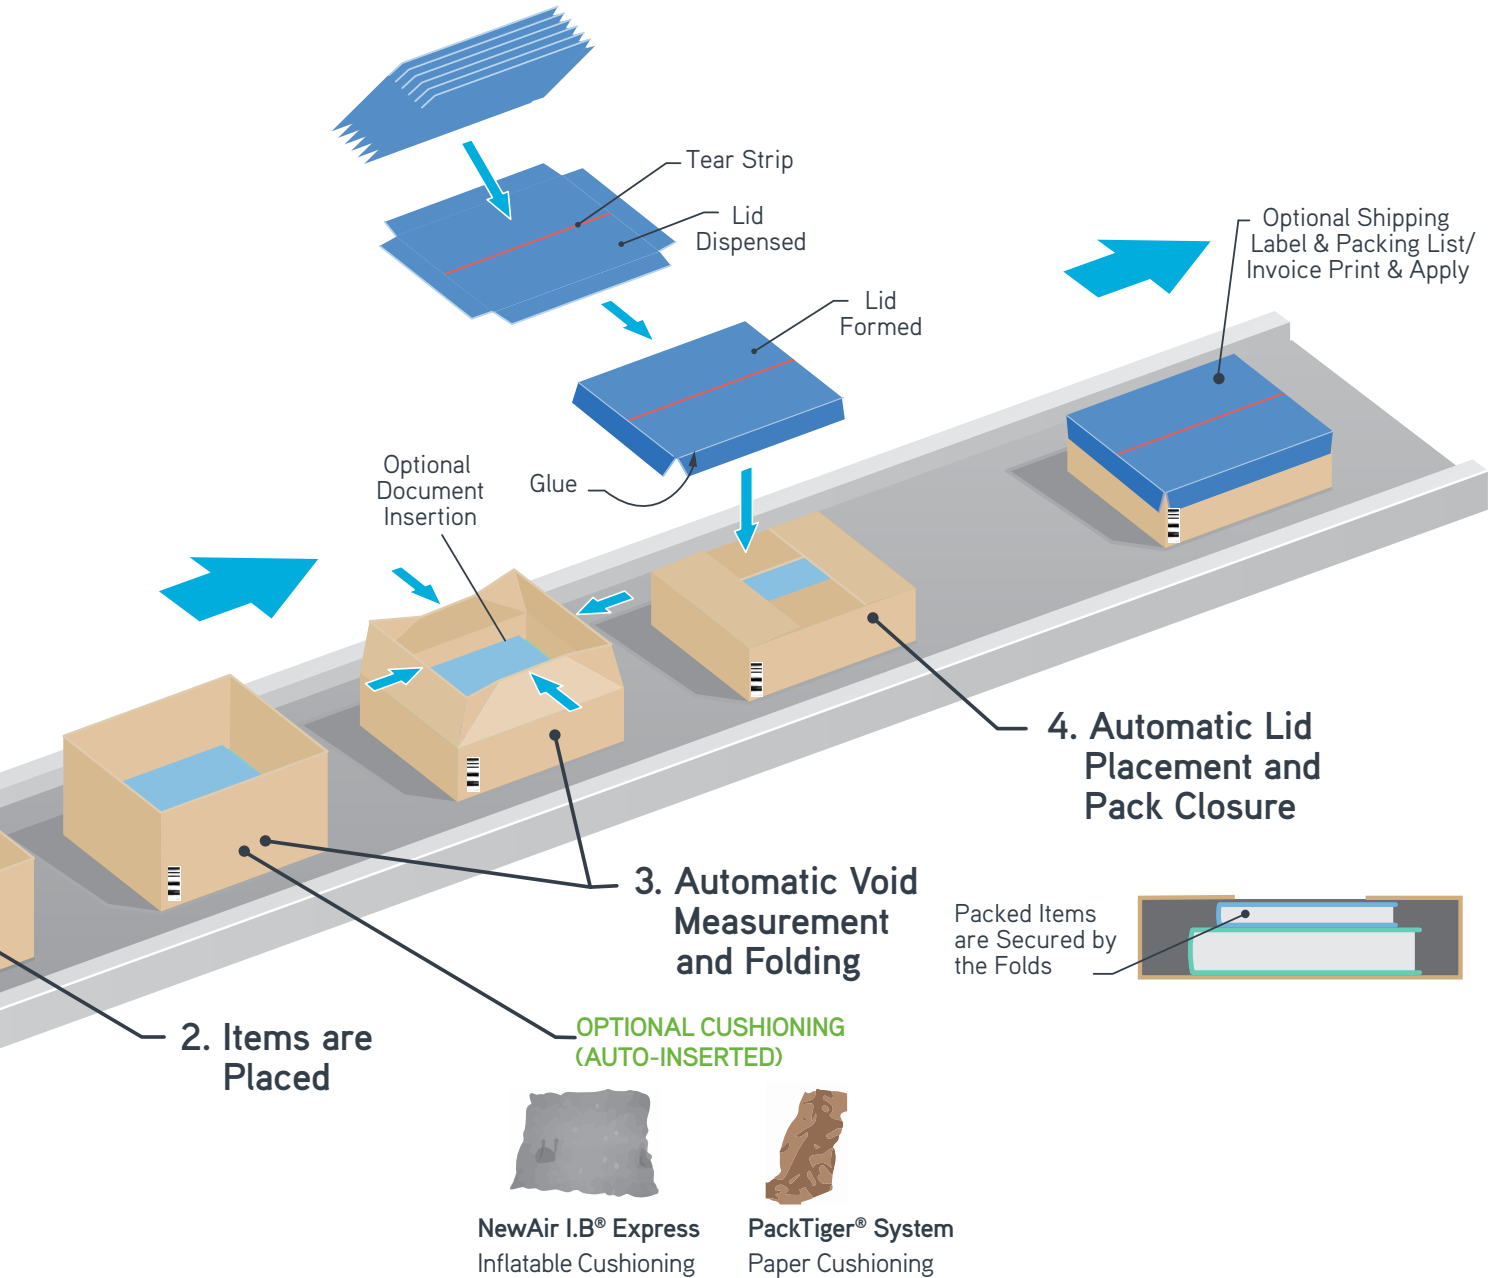 Tear Strip
Lid
Dispensed
Optional Shipping
Label & Packing List/
Invoice Print & Apply
Lid
Formed
Optional
Document
Insertion
Glue
4. Automatic Lid
Placement and
Pack Closure
3. Automatic Void
Measurement
and Folding
Packed Items
are Secured by
the Folds
2. Items are
Placed
OPTIONAL CUSHIONING
(AUTO-INSERTED)
NewAir I.B® Express
Inflatable Cushioning
PackTiger® System
Paper Cushioning